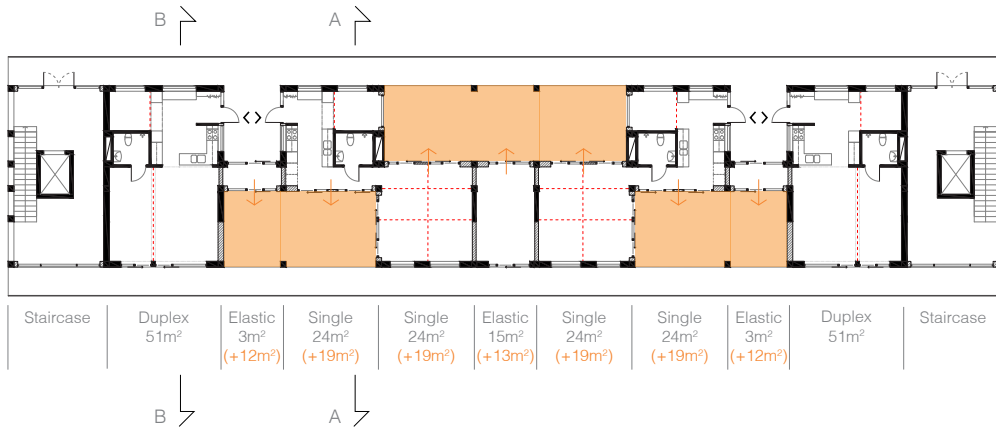 B
A
Staircase
Duplex
51m²
Elastic
3m²
(+12m²)
Single
24m²
(+19m²)
Single
24m²
(+19m²)
Elastic
15m²
(+13m²)
Single
24m²
(+19m²)
Single
24m²
(+19m²)
Elastic
3m²
(+12m²)
Duplex
51m²
Staircase
B
A